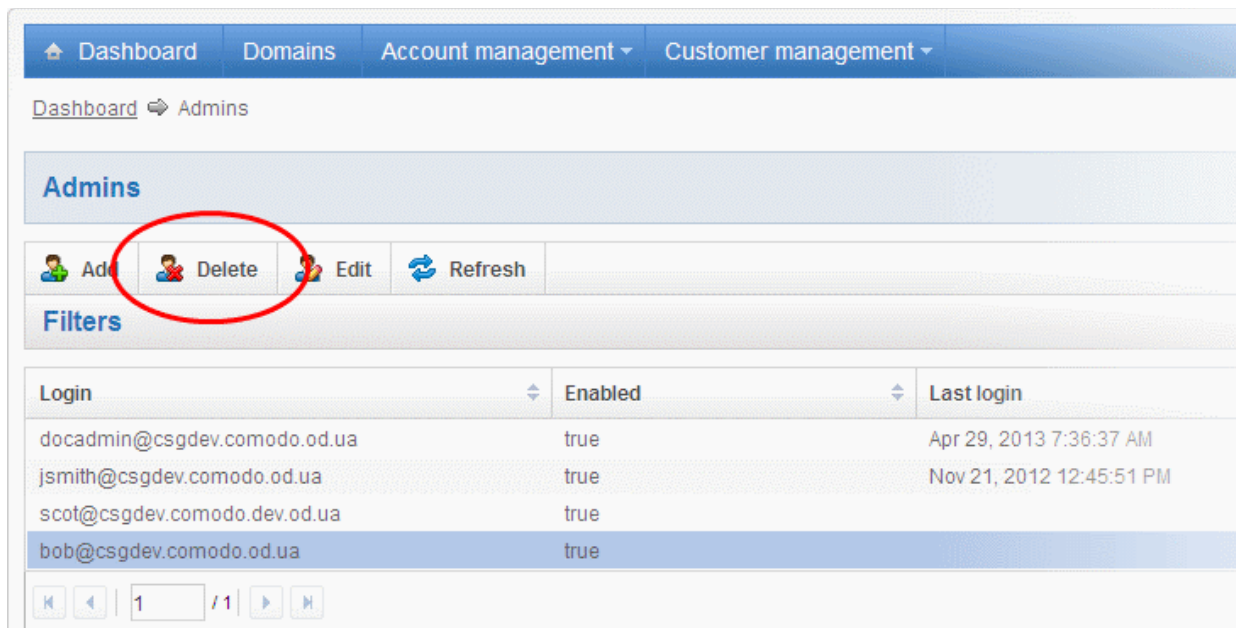 Dashboard Domains Account management Customer management
Dashboard Admins
Admins
Add Delete Edit Refresh
Filters
Login Enabled Last login
docadmin@csgdev.comodo.od.ua true Apr 29, 2013 7:36:37 AM
jsmith@csgdev.comodo.od.ua true Nov 21, 2012 12:45:51 PM
scot@csgdev.comodo.dev.od.ua true
bob@csgdev.comodo.od.ua true
1 / 1